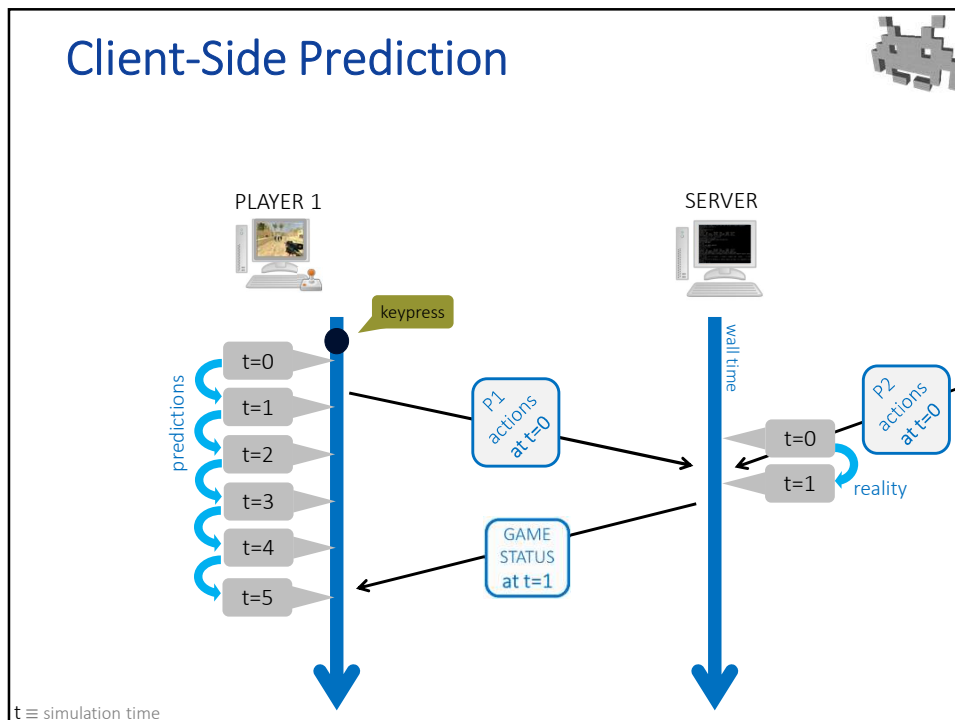 Client-Side Prediction
PLAYER 1
SERVER
keypress
wall time
predictions
t=0
t=1
t=2
t=3
t=4
t=5
P1
actions
at t=0
P2
actions
at t=0
t=0
t=1
reality
GAME
STATUS
at t=1
t ≡ simulation time